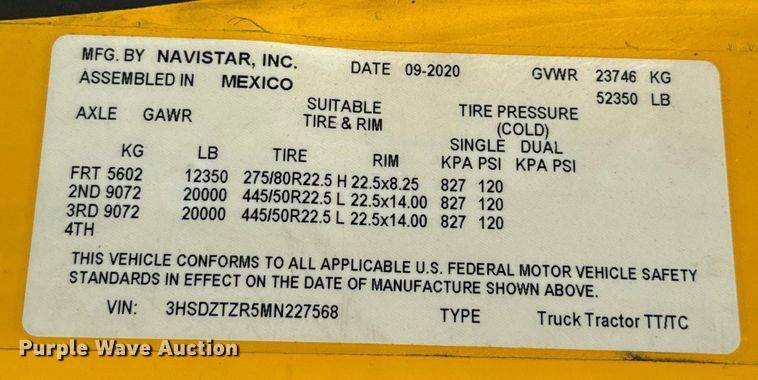 MFG. BY NAVISTAR, INC. DATE 09-2020 GVWR 23746 KG
ASSEMBLED IN MEXICO 52350 LB
AXLE GAWR SUITABLE TIRE PRESSURE
TIRE & RIM (COLD)
SINGLE DUAL
KG LB TIRE RIM KPA PSI KPA PSI
FRT 5602 12350 275/80R22.5 H 22.5x8.25 827 120
2ND 9072 20000 445/50R22.5 L 22.5x14.00 827 120
3RD 9072 20000 445/50R22.5 L 22.5x14.00 827 120
4TH
THIS VEHICLE CONFORMS TO ALL APPLICABLE U.S. FEDERAL MOTOR VEHICLE SAFETY
STANDARDS IN EFFECT ON THE DATE OF MANUFACTURE SHOWN ABOVE.
VIN: 3HSDZTZR5MN227568 TYPE Truck Tractor TT/TC
Purple Wave Auction